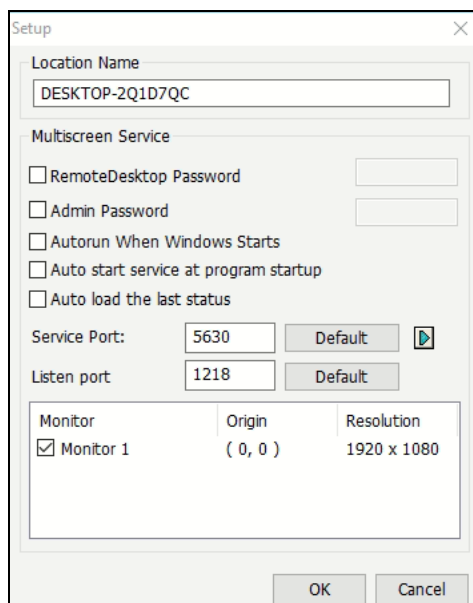 Setup
Location Name
DESKTOP-2Q1D7QC
Multiscreen Service
RemoteDesktop Password
Admin Password
Autorun When Windows Starts
Auto start service at program startup
Auto load the last status
Service Port: 5630 Default
Listen port 1218 Default
Monitor Origin Resolution
Monitor 1 ( 0, 0 ) 1920 x 1080
OK Cancel